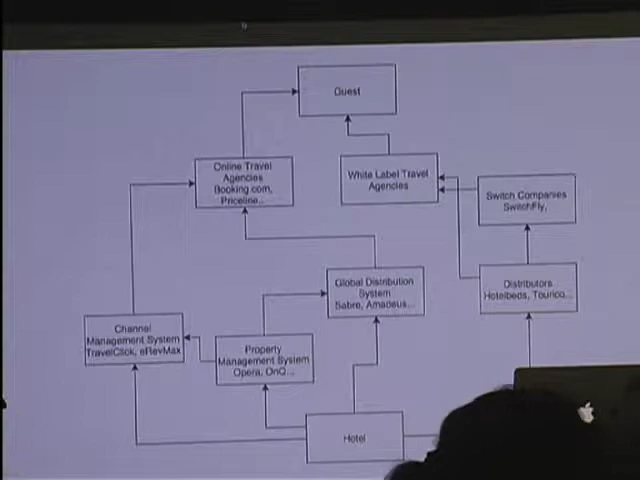 Guest
Online Travel
Agencies
Booking.com,
Priceline...
White Label Travel
Agencies
Switch Companies
SwitchFly,
Global Distribution
System
Sabre, Amadeus...
Distributors
Hotelbeds, Tourico...
Channel
Management System
TravelClick, eRevMax
Property
Management System
Opera, OnQ...
Hotel